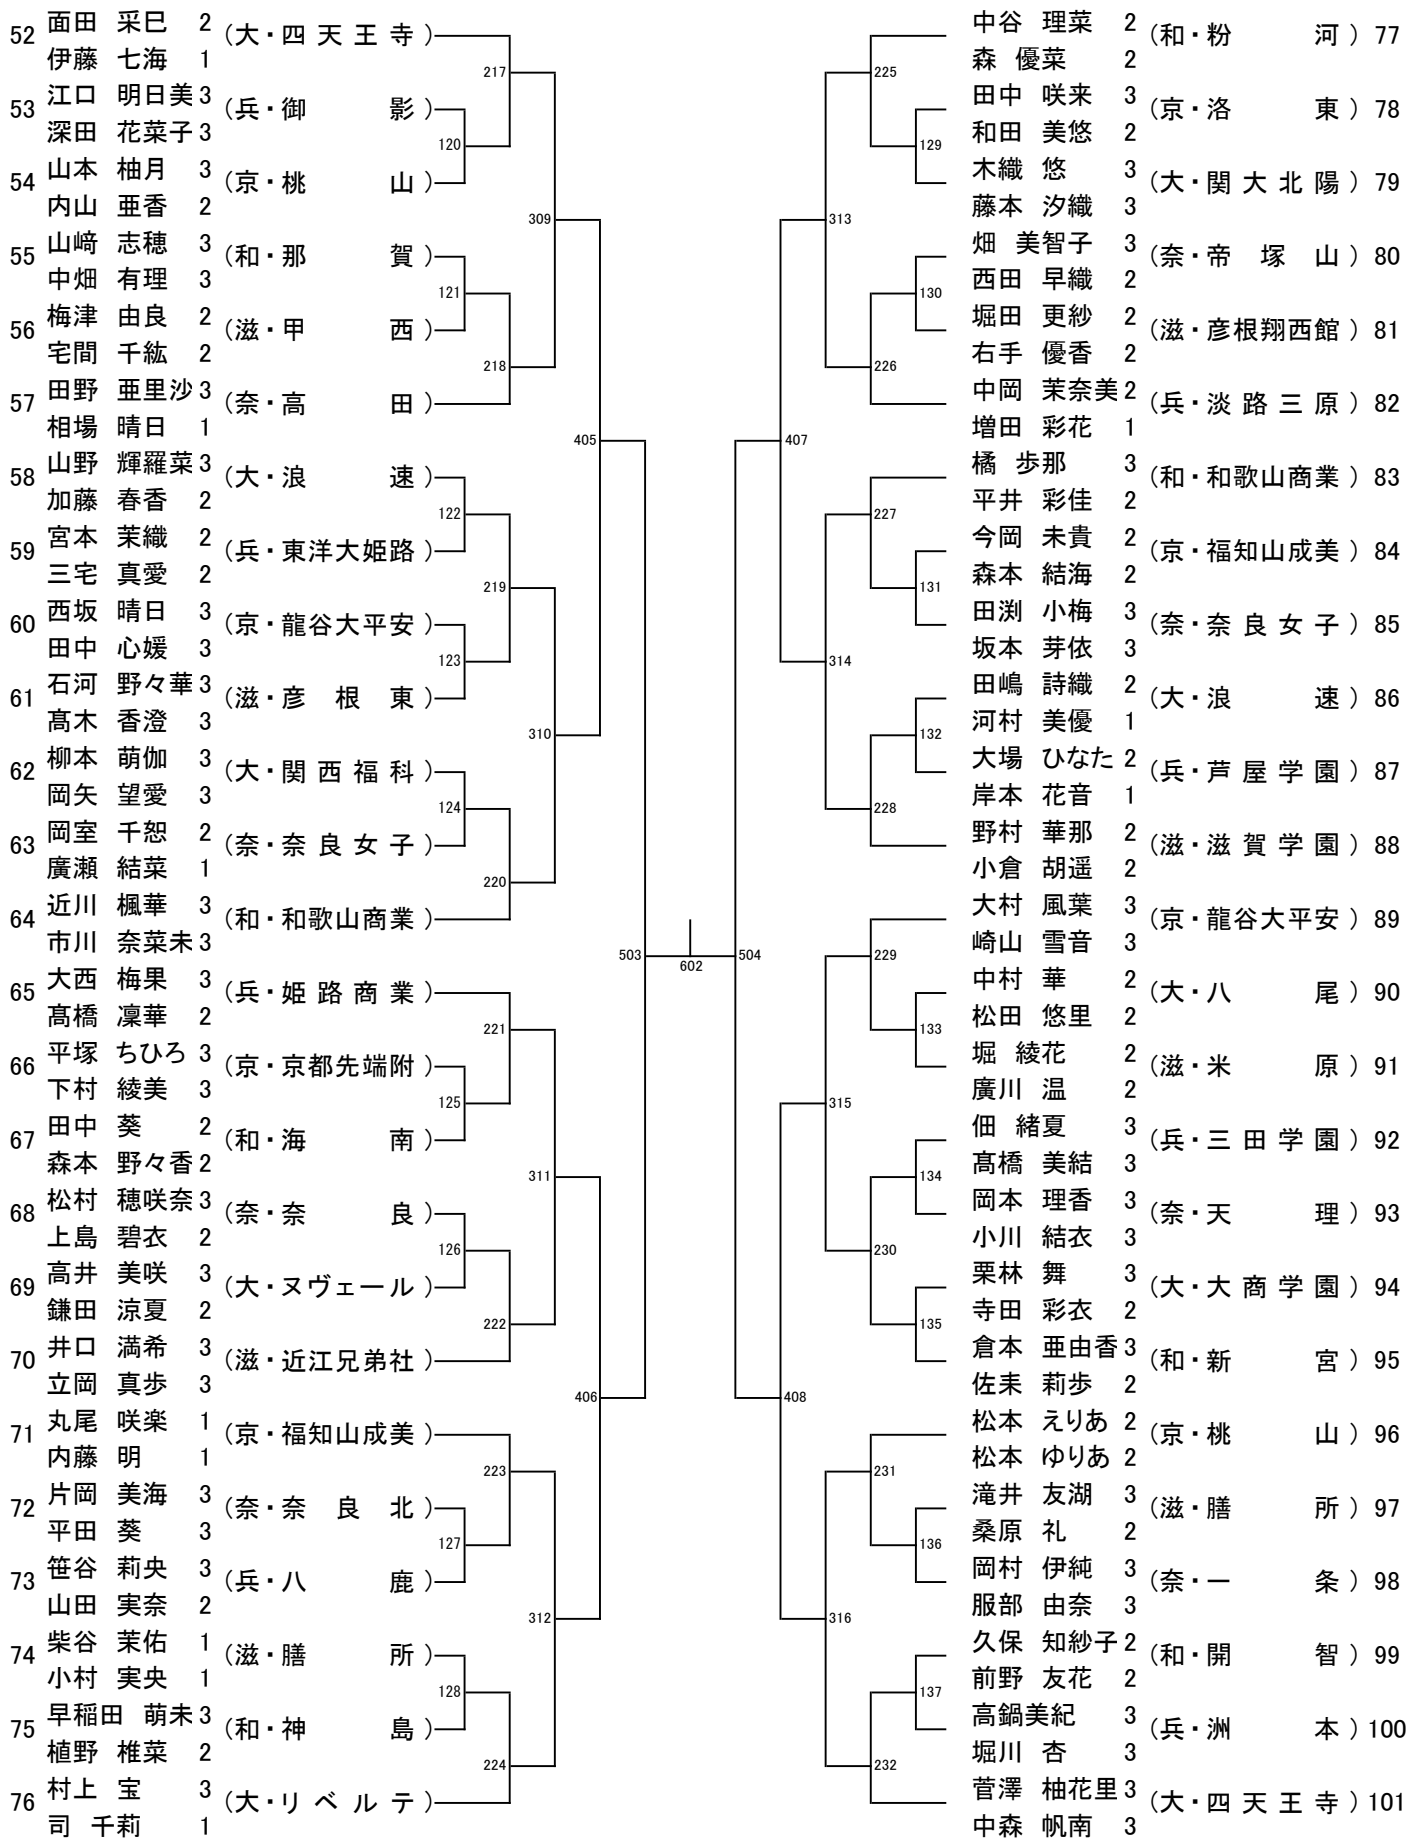 面田 采巳 2
52 (大・四天王寺)
伊藤 七海 1
江口 明日美 3
53 (兵・御影)
深田 花菜子 3
山本 柚月 3
54 (京・桃山)
内山 亜香 2
山﨑 志穂 3
55 (和・那賀)
中畑 有理 3
梅津 由良 2
56 (滋・甲西)
宅間 千紘 2
田野 亜里沙 3
57 (奈・高田)
相場 晴日 1
山野 輝羅菜 3
58 (大・浪速)
加藤 春香 2
宮本 茉織 2
59 (兵・東洋大姫路)
三宅 真愛 2
西坂 晴日 3
60 (京・龍谷大平安)
田中 心媛 3
石河 野々華 3
61 (滋・彦根東)
髙木 香澄 3
柳本 萌伽 3
62 (大・関西福科)
岡矢 望愛 3
岡室 千恕 2
63 (奈・奈良女子)
廣瀬 結菜 1
近川 楓華 3
64 (和・和歌山商業)
市川 奈菜未 3
大西 梅果 3
65 (兵・姫路商業)
髙橋 凜華 2
平塚 ちひろ 3
66 (京・京都先端附)
下村 綾美 3
田中 葵 2
67 (和・海南)
森本 野々香 2
松村 穂咲奈 3
68 (奈・奈良)
上島 碧衣 2
高井 美咲 3
69 (大・ヌヴェール)
鎌田 涼夏 2
井口 満希 3
70 (滋・近江兄弟社)
立岡 真歩 3
丸尾 咲楽 1
71 (京・福知山成美)
内藤 明 1
片岡 美海 3
72 (奈・奈良北)
平田 葵 3
笹谷 莉央 3
73 (兵・八鹿)
山田 実奈 2
柴谷 茉佑 1
74 (滋・膳所)
小村 実央 1
早稲田 萌未 3
75 (和・神島)
植野 椎菜 2
村上 宝 3
76 (大・リベルテ)
司 千莉 1
217
120
309
121
218
405
122
219
123
310
124
220
503
221
125
311
126
222
406
223
127
312
128
224
602
225
129
313
130
226
407
227
131
314
132
228
504
229
133
315
134
230
135
408
231
136
316
137
232
中谷 理菜 2
(和・粉河) 77
森 優菜 2
田中 咲来 3
(京・洛東) 78
和田 美悠 2
木織 悠 3
(大・関大北陽) 79
藤本 汐織 3
畑 美智子 3
(奈・帝塚山) 80
西田 早織 2
堀田 更紗 2
(滋・彦根翔西館) 81
右手 優香 2
中岡 茉奈美 2
(兵・淡路三原) 82
増田 彩花 1
橘 歩那 3
(和・和歌山商業) 83
平井 彩佳 2
今岡 未貴 2
(京・福知山成美) 84
森本 結海 2
田渕 小梅 3
(奈・奈良女子) 85
坂本 芽依 3
田嶋 詩織 2
(大・浪速) 86
河村 美優 1
大場 ひなた 2
(兵・芦屋学園) 87
岸本 花音 1
野村 華那 2
(滋・滋賀学園) 88
小倉 胡遥 2
大村 風葉 3
(京・龍谷大平安) 89
崎山 雪音 3
中村 華 2
(大・八尾) 90
松田 悠里 2
堀 綾花 2
(滋・米原) 91
廣川 温 2
佃 緒夏 3
(兵・三田学園) 92
髙橋 美結 3
岡本 理香 3
(奈・天理) 93
小川 結衣 3
栗林 舞 3
(大・大商学園) 94
寺田 彩衣 2
倉本 亜由香 3
(和・新宮) 95
佐耒 莉歩 2
松本 えりあ 2
(京・桃山) 96
松本 ゆりあ 2
滝井 友湖 3
(滋・膳所) 97
桑原 礼 2
岡村 伊純 3
(奈・一条) 98
服部 由奈 3
久保 知紗子 2
(和・開智) 99
前野 友花 2
高鍋美紀 3
(兵・洲本) 100
堀川 杏 3
菅澤 柚花里 3
(大・四天王寺) 101
中森 帆南 3